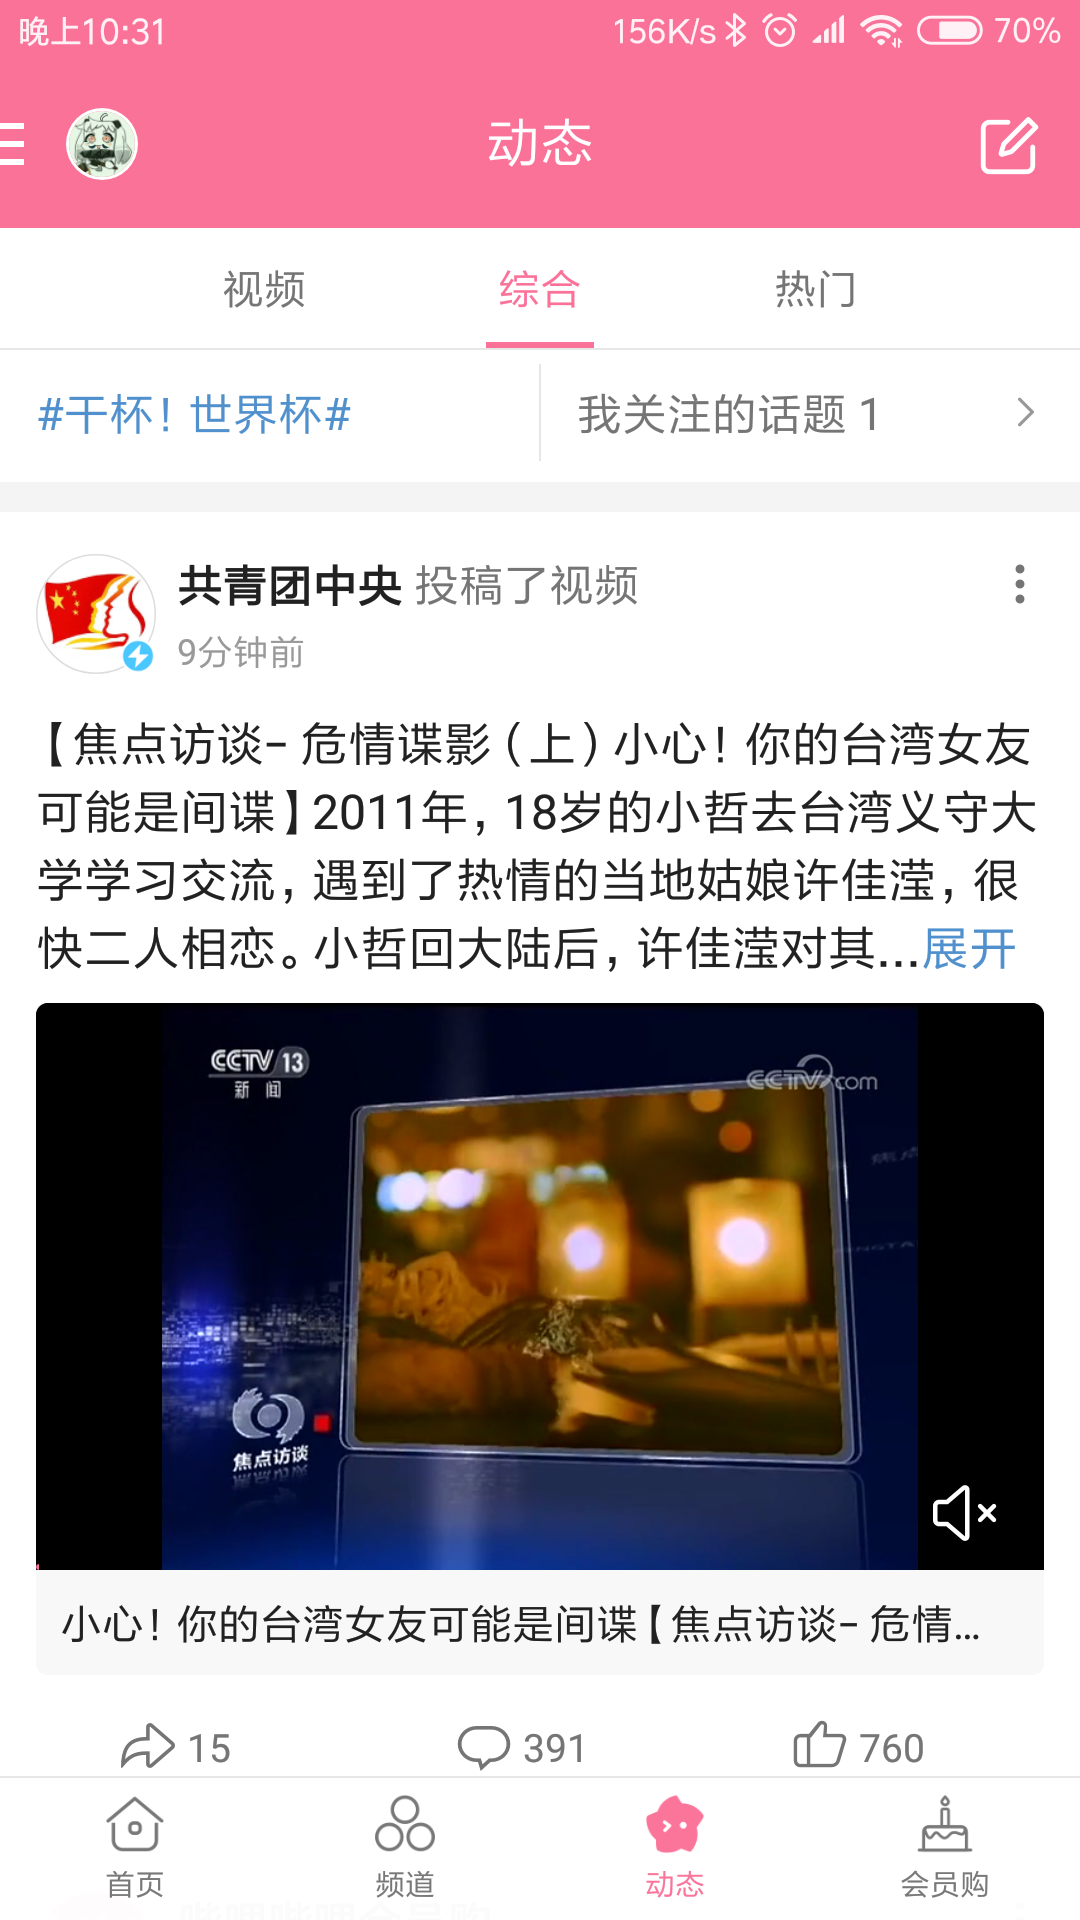 晚上10:31
156K/s
70%
动态
视频
综合
热门
#干杯！世界杯#
我关注的话题 1
共青团中央 投稿了视频
9分钟前
【焦点访谈- 危情谍影（上）小心！你的台湾女友
可能是间谍】2011年，18岁的小哲去台湾义守大
学学习交流，遇到了热情的当地姑娘许佳滢，很
快二人相恋。小哲回大陆后，许佳滢对其...展开
CCTV 13
新闻
CCTV.com
焦点访谈
小心！你的台湾女友可能是间谍【焦点访谈- 危情...
15
391
760
首页
频道
动态
会员购